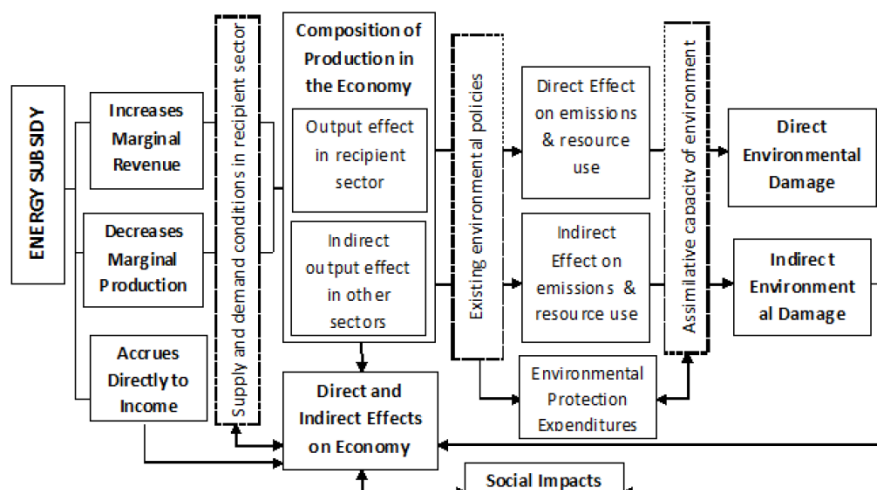 ENERGY SUBSIDY
Increases
Marginal
Revenue
Decreases
Marginal
Production
Accrues
Directly to
Income
Supply and demand conditions in recipient sector
Composition of
Production in
the Economy
Output effect
in recipient
sector
Indirect
output effect
in other
sectors
Direct and
Indirect Effects
on Economy
Existing environmental policies
Direct Effect
on emissions
& resource
use
Indirect
Effect on
emissions &
resource use
Environmental
Protection
Expenditures
Assimilative capacity of environment
Direct
Environmental
Damage
Indirect
Environment
al Damage
Social Impacts